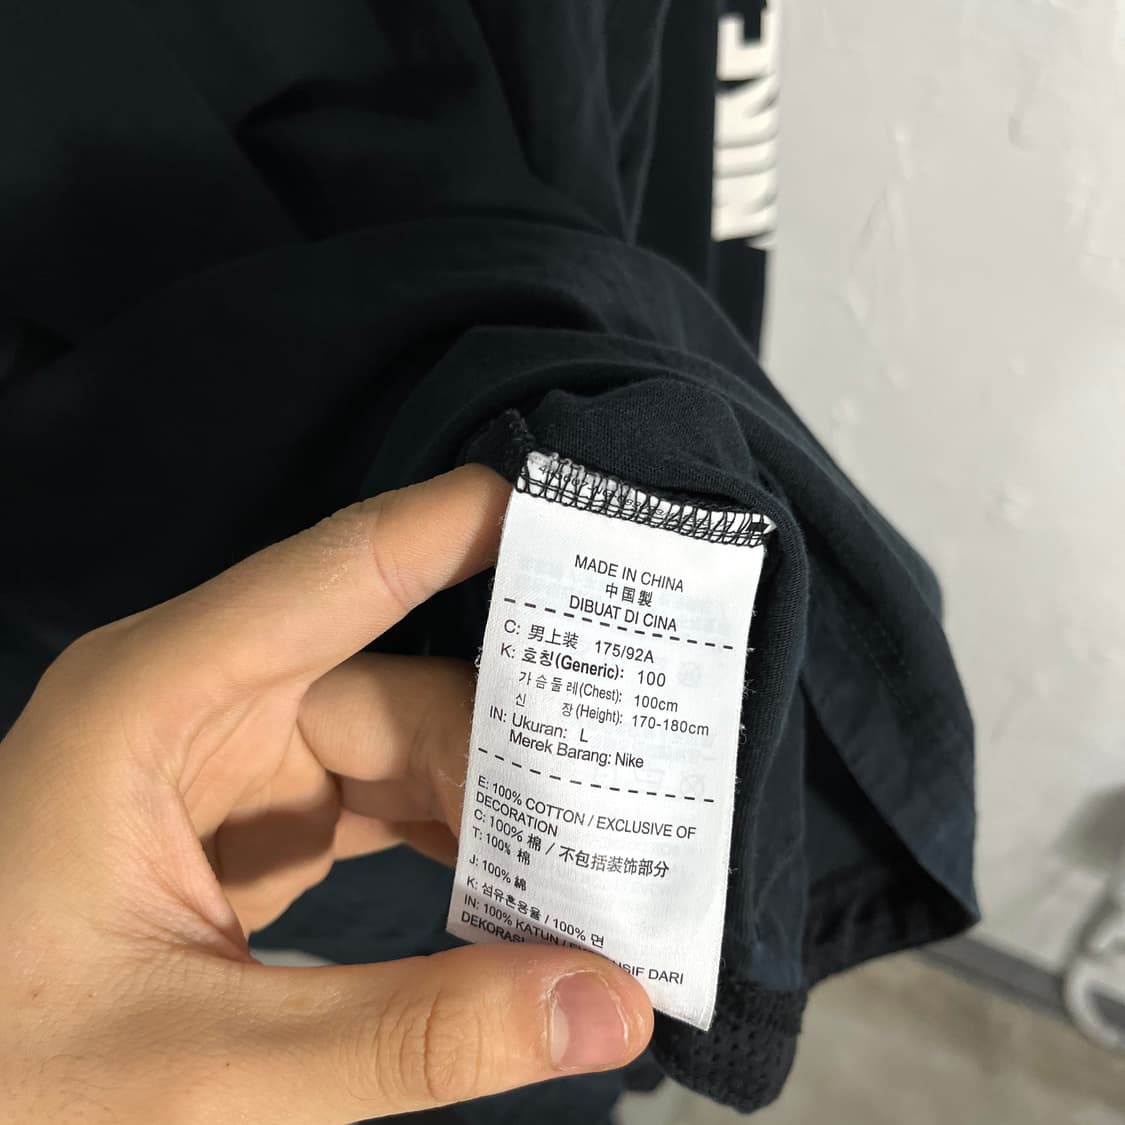 NIKE
MADE IN CHINA
中国製
DIBUAT DI CINA
C: 男上装 175/92A
K: 호칭(Generic): 100
가슴둘레(Chest): 100cm
신 장(Height): 170-180cm
IN: Ukuran: L
Merek Barang: Nike
E: 100% COTTON / EXCLUSIVE OF
DECORATION
C: 100% 棉 / 不包括装饰部分
T: 100% 棉
J: 100% 綿
K: 섬유혼용율 / 100% 면
IN: 100% KATUN /
DARI